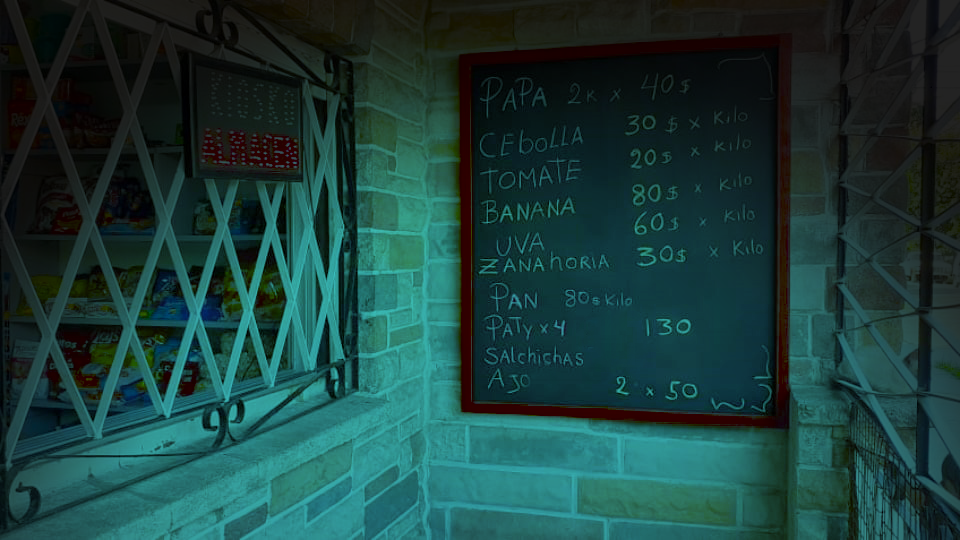 KIOSCO
ALMACEN
PAPA 2K x 40$
CEBOLLA 30$ x Kilo
TOMATE 20$ x Kilo
BANANA 80$ x Kilo
UVA 60$ x Kilo
ZANAHORIA 30$ x Kilo
PAN 80$ Kilo
PATY x 4 130
SALCHICHAS
AJO 2 x 50